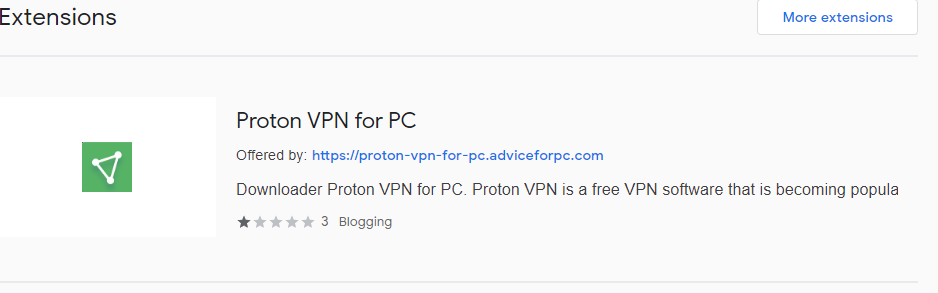 Extensions
More extensions
Proton VPN for PC
Offered by: https://proton-vpn-for-pc.adviceforpc.com
Downloader Proton VPN for PC. Proton VPN is a free VPN software that is becoming popula
3 Blogging